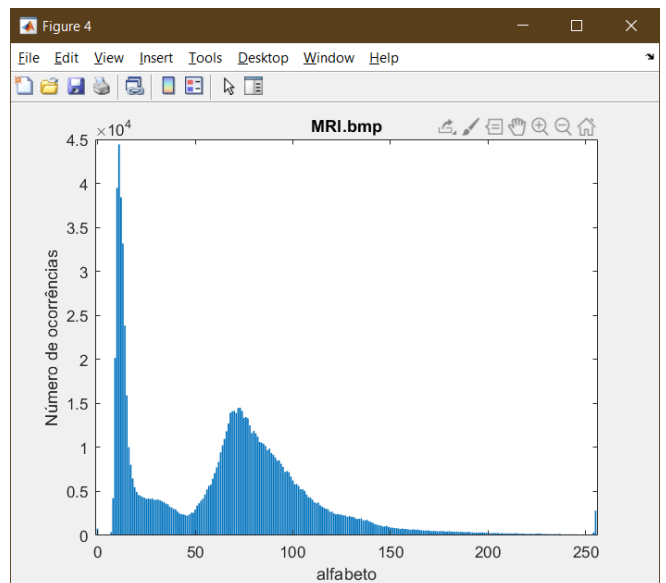 Figure 4
File Edit View Insert Tools Desktop Window Help
×10⁴
MRI.bmp
4.5
4
3.5
3
2.5
2
1.5
1
0.5
0
Número de ocorrências
0 50 100 150 200 250
alfabeto